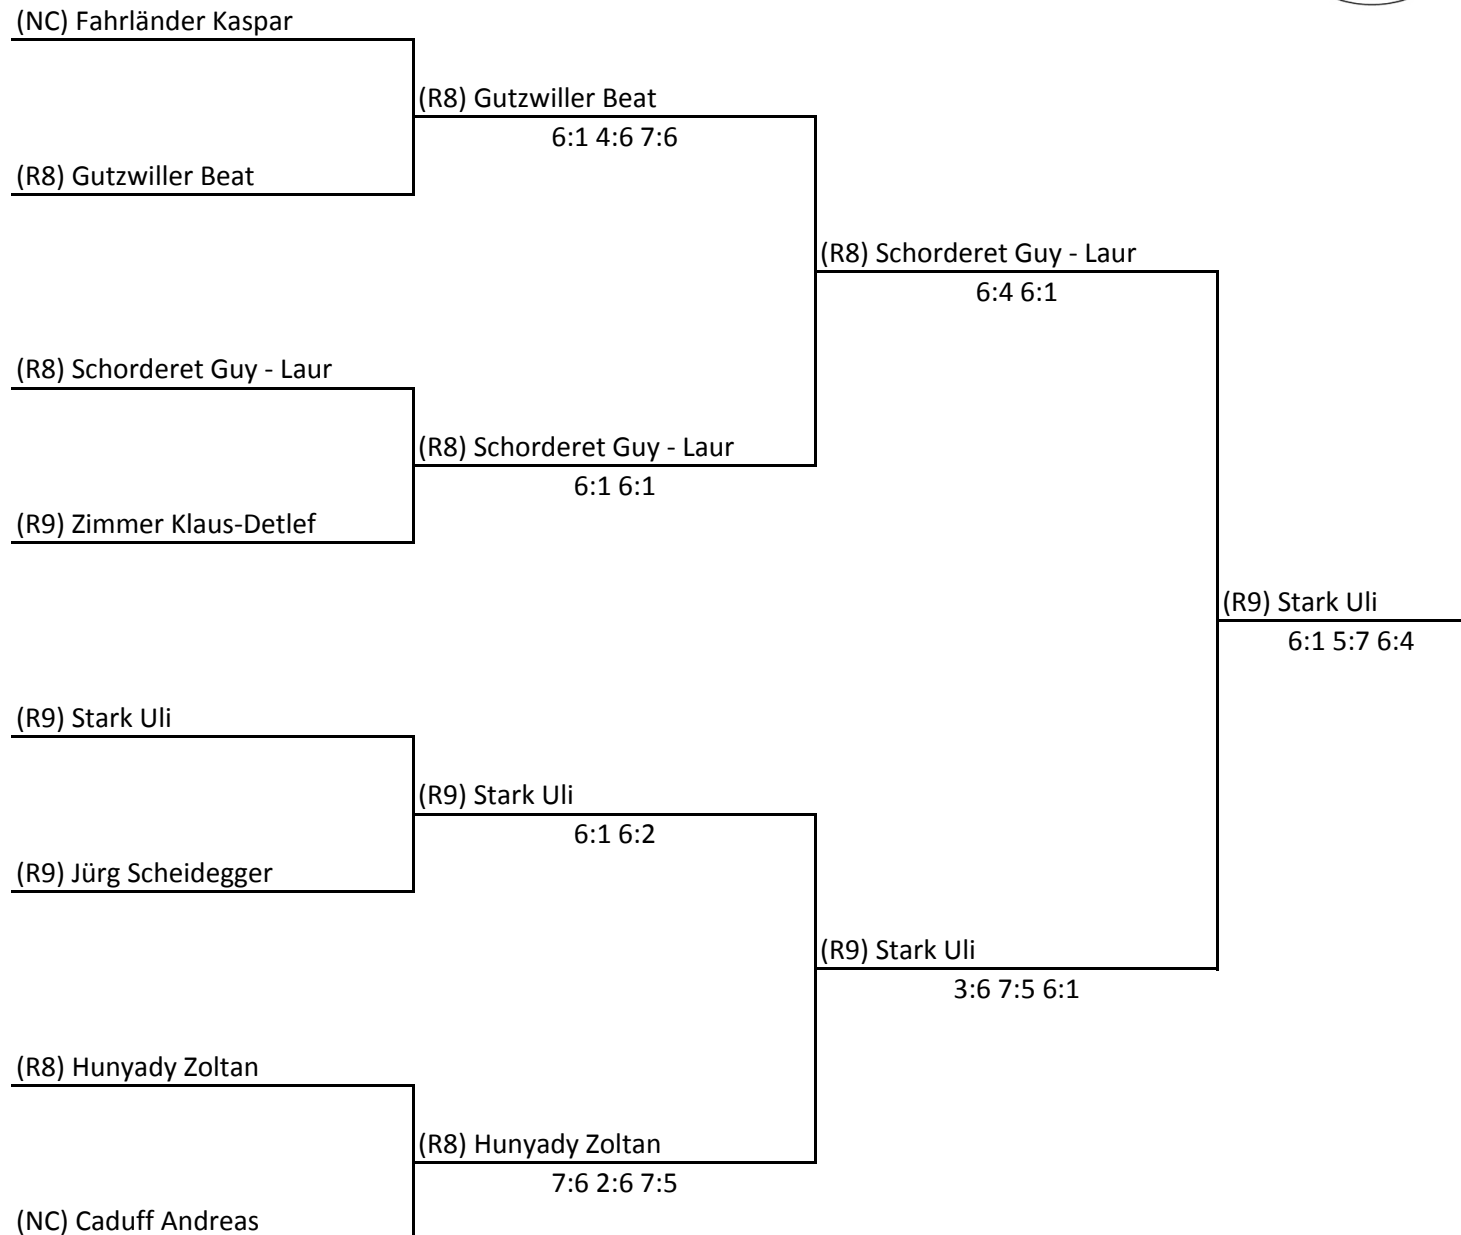 (NC) Fahrländer Kaspar
(R8) Gutzwiller Beat
6:1 4:6 7:6
(R8) Gutzwiller Beat
(R8) Schorderet Guy - Laur
6:4 6:1
(R8) Schorderet Guy - Laur
(R8) Schorderet Guy - Laur
6:1 6:1
(R9) Zimmer Klaus-Detlef
(R9) Stark Uli
6:1 5:7 6:4
(R9) Stark Uli
(R9) Stark Uli
6:1 6:2
(R9) Jürg Scheidegger
(R9) Stark Uli
3:6 7:5 6:1
(R8) Hunyady Zoltan
(R8) Hunyady Zoltan
7:6 2:6 7:5
(NC) Caduff Andreas